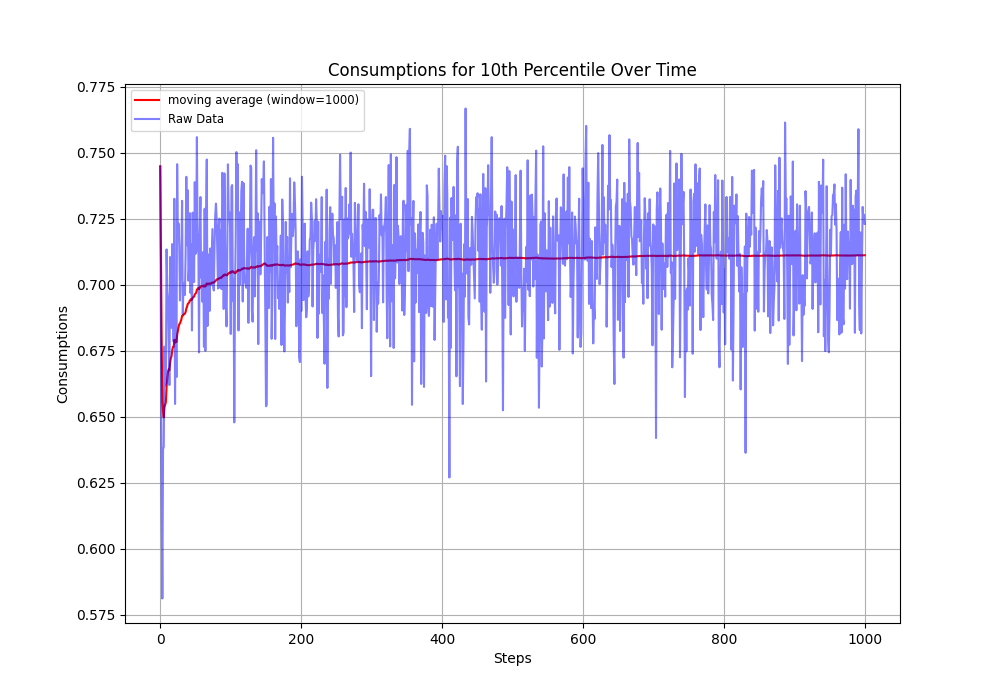 Consumptions for 10th Percentile Over Time
moving average (window=1000)
Raw Data
0.775
0.750
0.725
0.700
0.675
0.650
0.625
0.600
0.575
Consumptions
0 200 400 600 800 1000
Steps